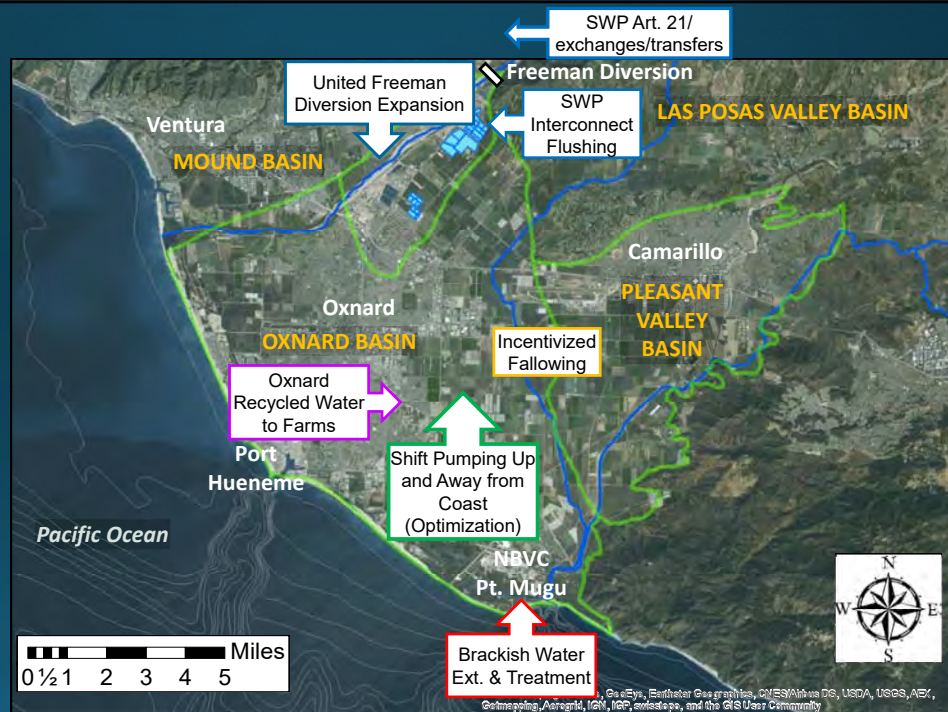 SWP Art. 21/
exchanges/transfers
United Freeman
Diversion Expansion
Freeman Diversion
SWP
Interconnect
Flushing
LAS POSAS VALLEY BASIN
Ventura
MOUND BASIN
Camarillo
PLEASANT
VALLEY
BASIN
Oxnard
OXNARD BASIN
Incentivized
Fallowing
Oxnard
Recycled Water
to Farms
Port
Hueneme
Shift Pumping Up
and Away from
Coast
(Optimization)
Pacific Ocean
NBVC
Pt. Mugu
Brackish Water
Ext. & Treatment
N
W E
S
Miles
0 ½ 1 2 3 4 5
GeoEye, Earthstar Geographics, CNES/Airbus DS, USDA, USGS, AEX,
Getmapping, Aerogrid, IGN, IGP, swisstopo, and the GIS User Community